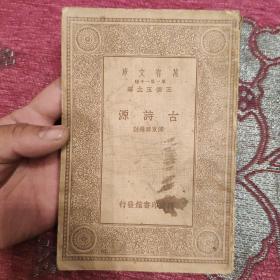 萬有文庫
第一集一千種
王雲五主編
古詩源
沈德潛選
商務印書館發行